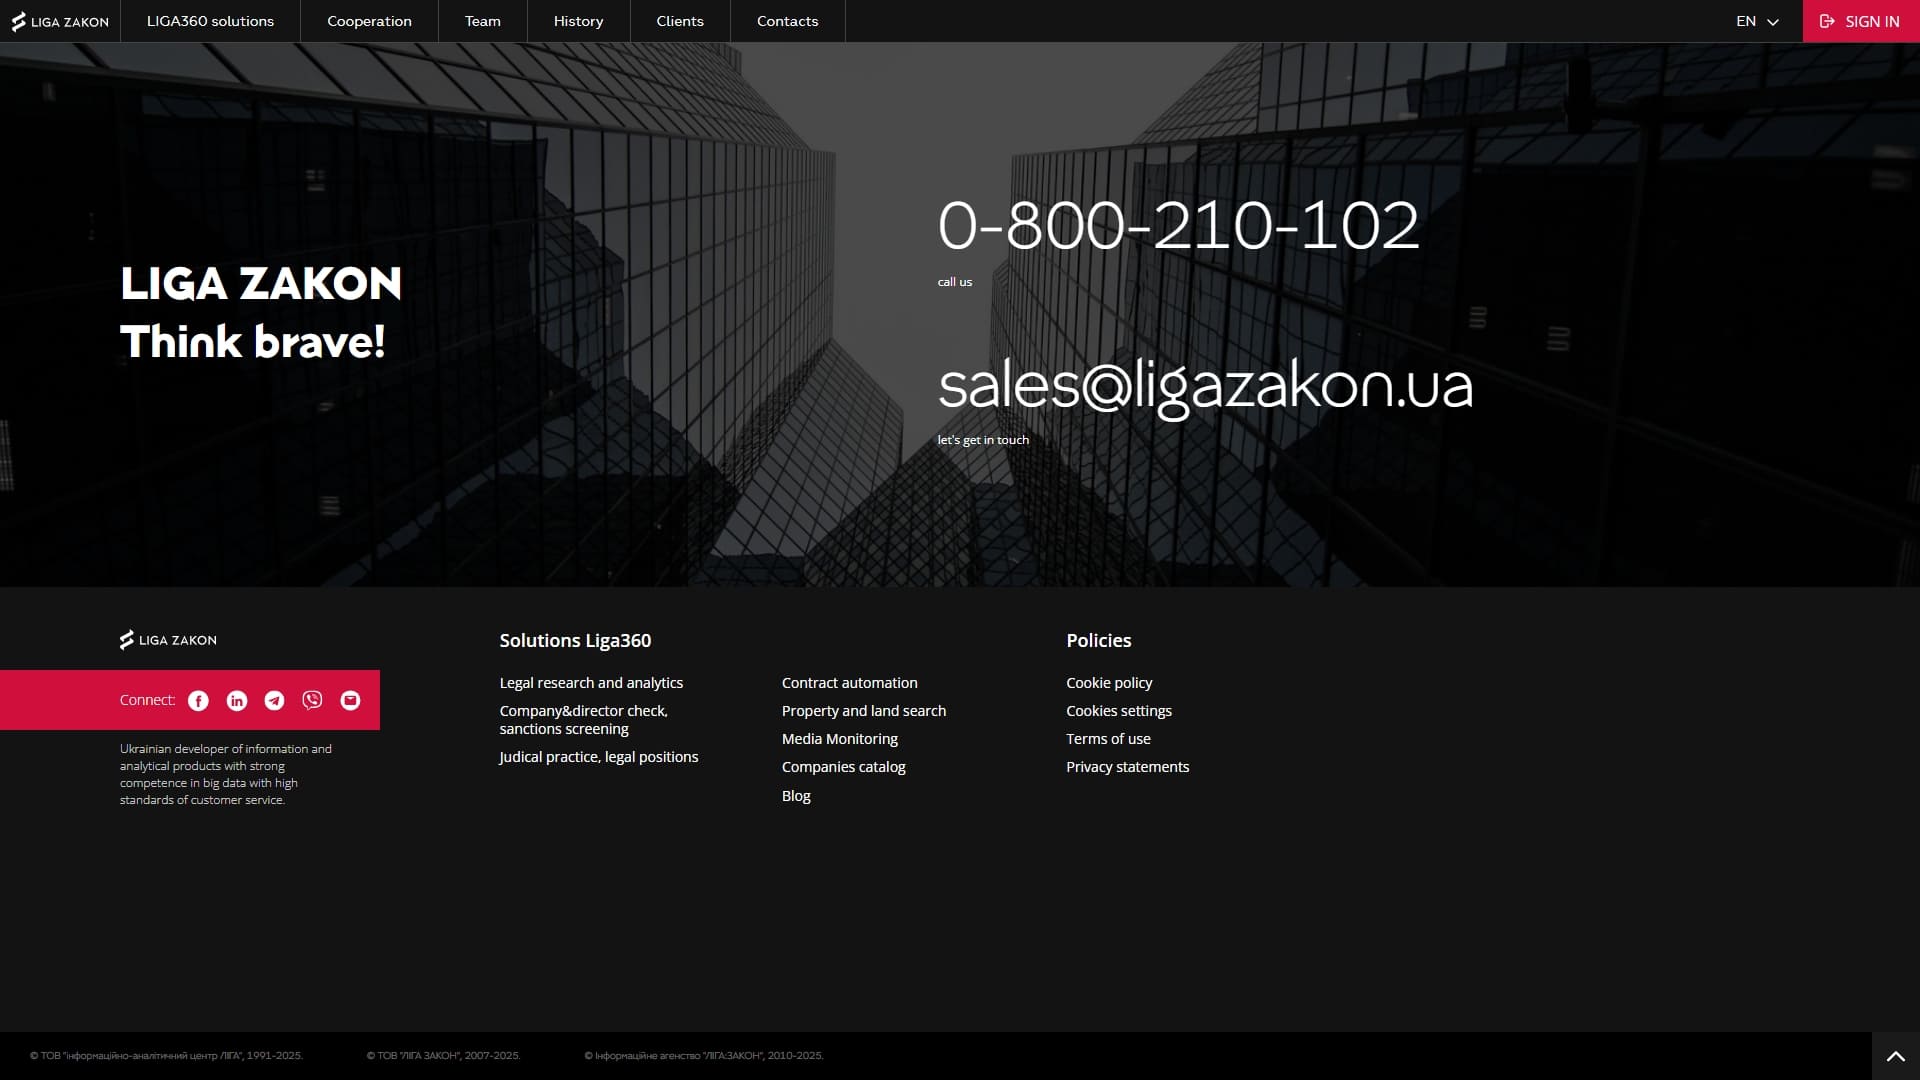 LIGA ZAKON
LIGA360 solutions
Cooperation
Team
History
Clients
Contacts
EN
SIGN IN
LIGA ZAKON
Think brave!
0-800-210-102
call us
sales@ligazakon.ua
let's get in touch
LIGA ZAKON
Connect:
Ukrainian developer of information and
analytical products with strong
competence in big data with high
standards of customer service.
Solutions Liga360
Legal research and analytics
Company&director check,
sanctions screening
Judical practice, legal positions
Contract automation
Property and land search
Media Monitoring
Companies catalog
Blog
Policies
Cookie policy
Cookies settings
Terms of use
Privacy statements
© ТОВ "інформаційно-аналітичний центр ЛІГА", 1991-2025.
© ТОВ "ЛІГА ЗАКОН", 2007-2025.
© Інформаційне агенство "ЛІГА:ЗАКОН", 2010-2025.